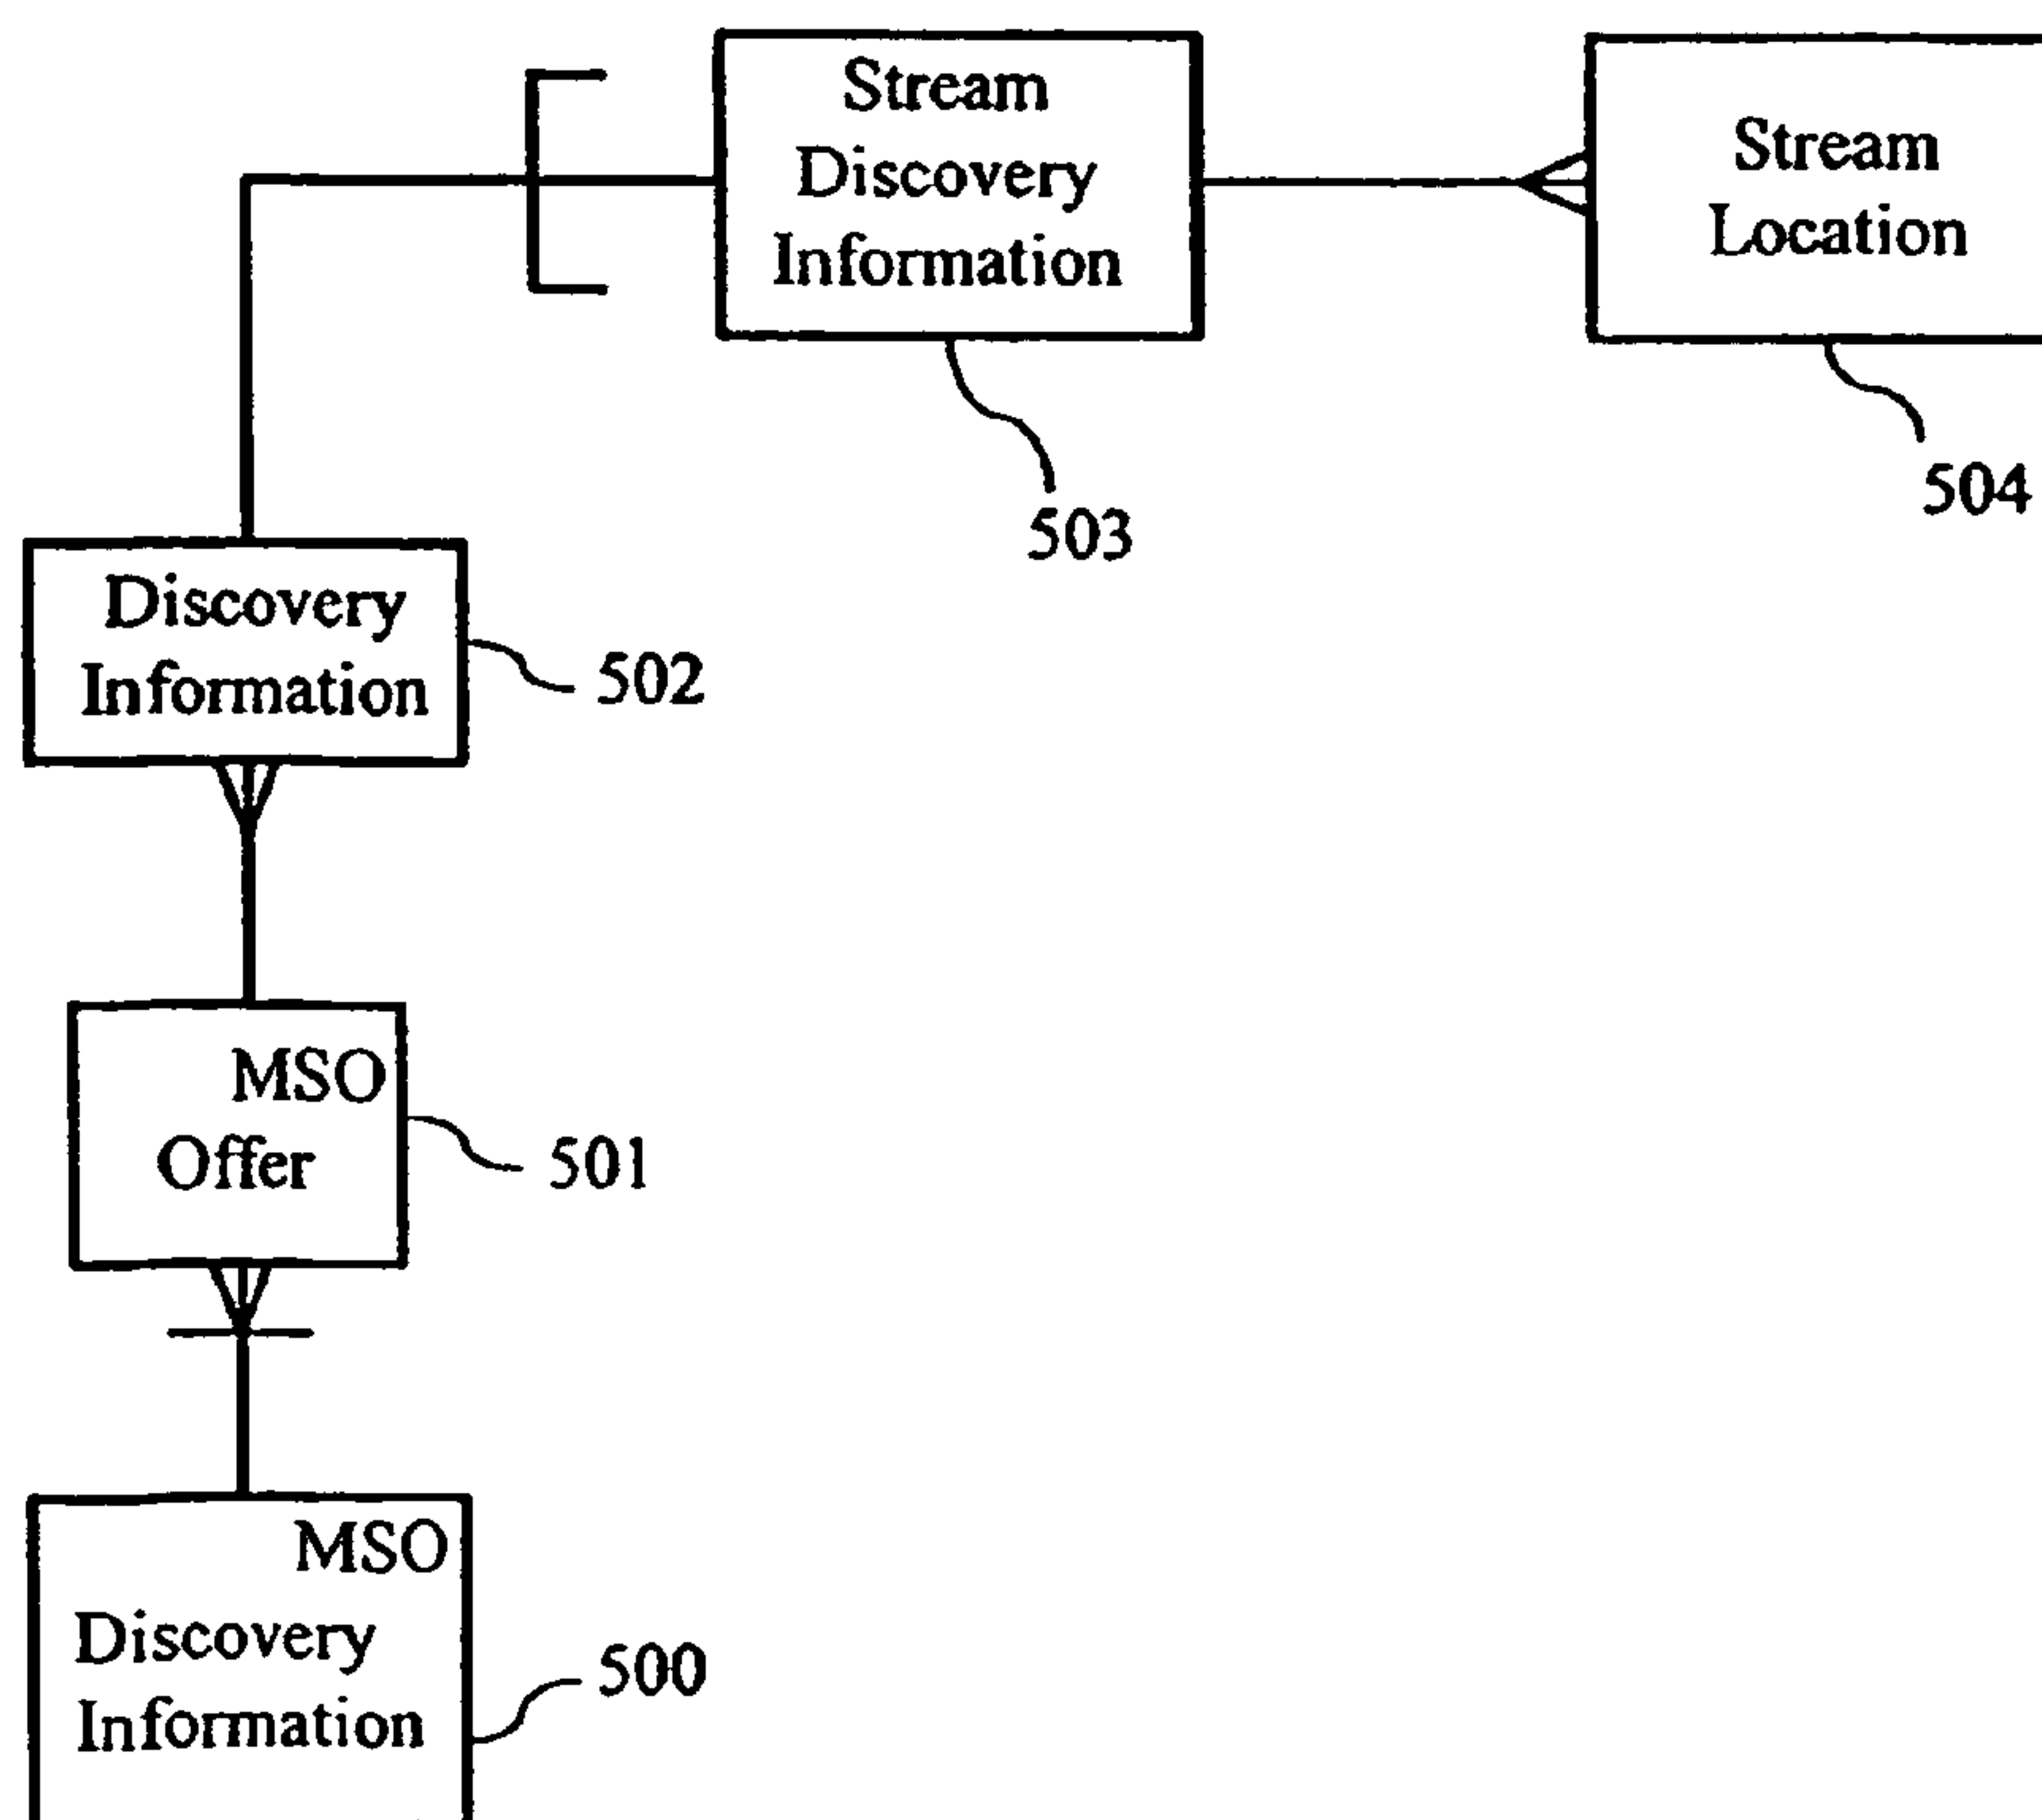 Stream
Discovery
Information
503
Stream
Location
504
Discovery
Information
502
MSO
Offer
501
MSO
Discovery
Information
500